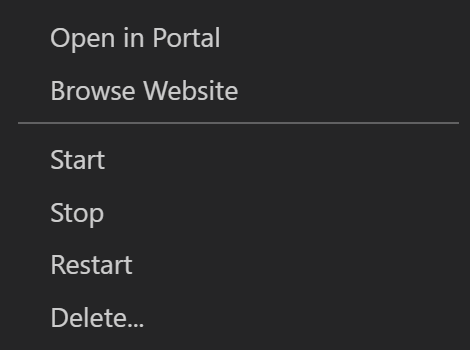 Open in Portal
Browse Website
Start
Stop
Restart
Delete...